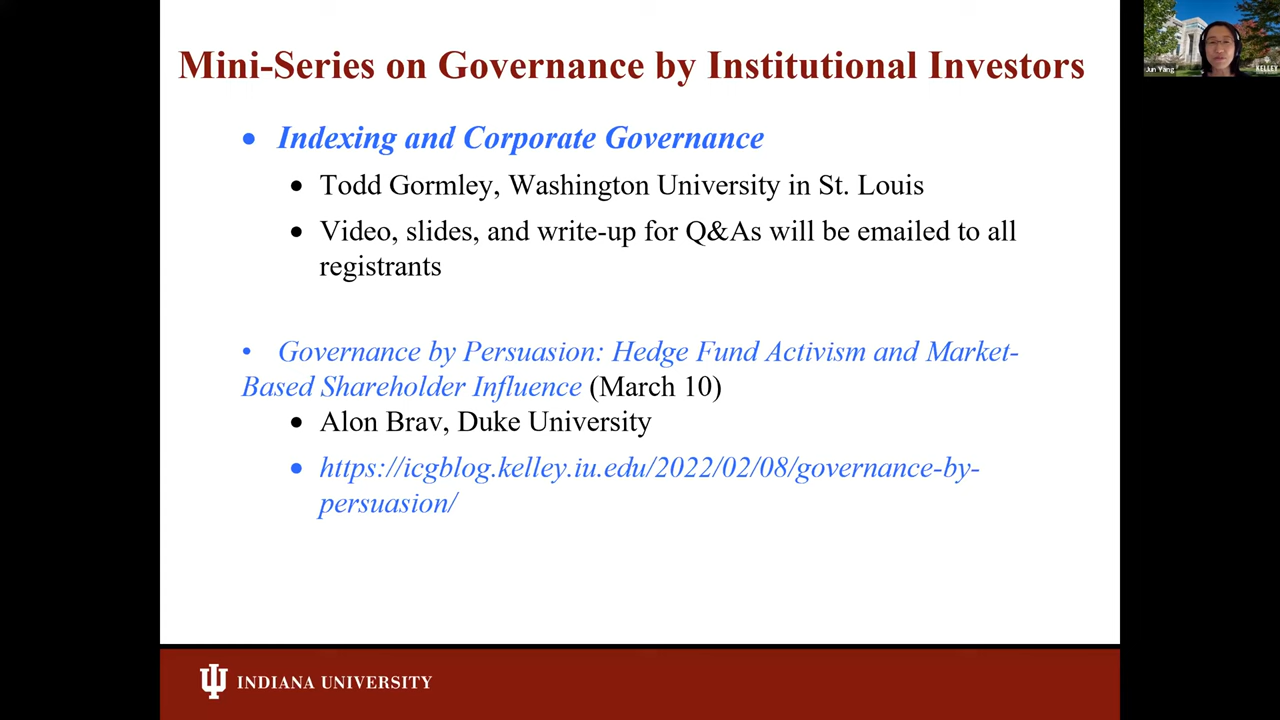 Mini-Series on Governance by Institutional Investors
• Indexing and Corporate Governance
• Todd Gormley, Washington University in St. Louis
• Video, slides, and write-up for Q&As will be emailed to all
registrants
• Governance by Persuasion: Hedge Fund Activism and Market-
Based Shareholder Influence (March 10)
• Alon Brav, Duke University
• https://icgblog.kelley.iu.edu/2022/02/08/governance-by-
persuasion/
INDIANA UNIVERSITY
Jun Yang
KELLEY